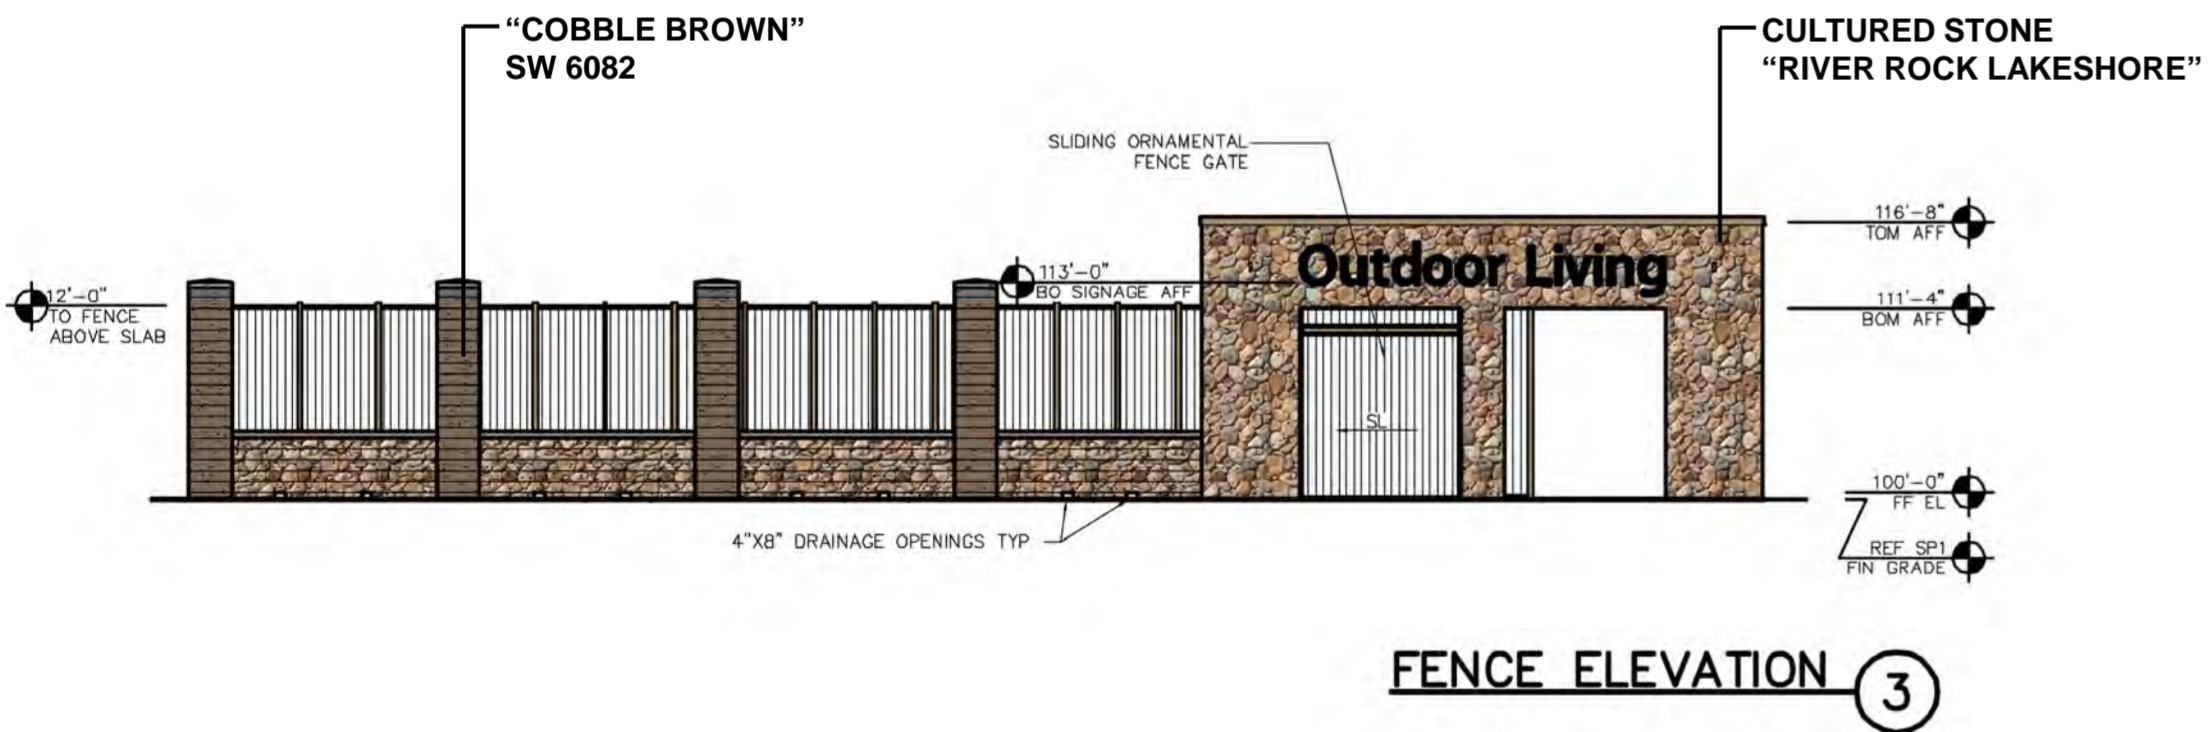 “COBBLE BROWN”
SW 6082
CULTURED STONE
“RIVER ROCK LAKESHORE”
SLIDING ORNAMENTAL
FENCE GATE
116'-8"
TOM AFF
Outdoor Living
113'-0"
BO SIGNAGE AFF
12'-0"
TO FENCE
ABOVE SLAB
111'-4"
BOM AFF
SL
100'-0"
FF EL
4"X8" DRAINAGE OPENINGS TYP
REF SP1
FIN GRADE
FENCE ELEVATION 3